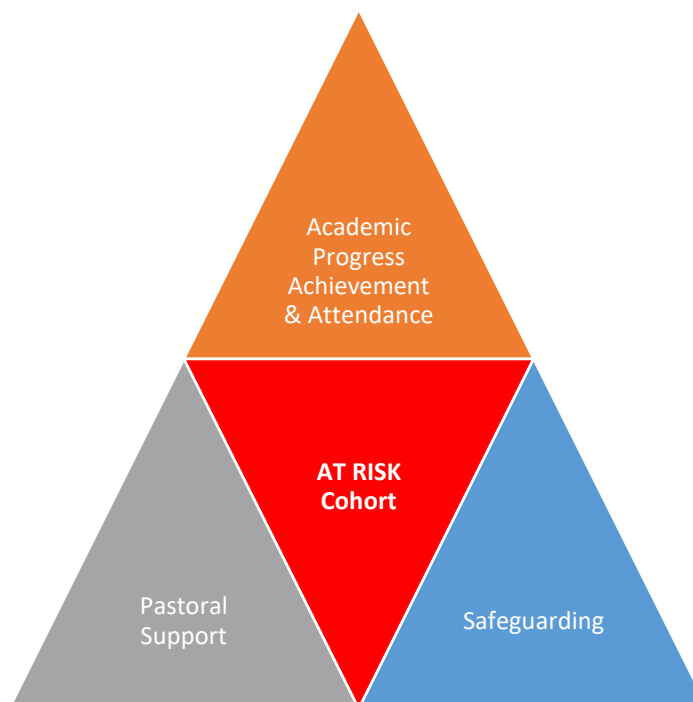 Academic
Progress
Achievement
& Attendance
AT RISK
Cohort
Pastoral
Support
Safeguarding